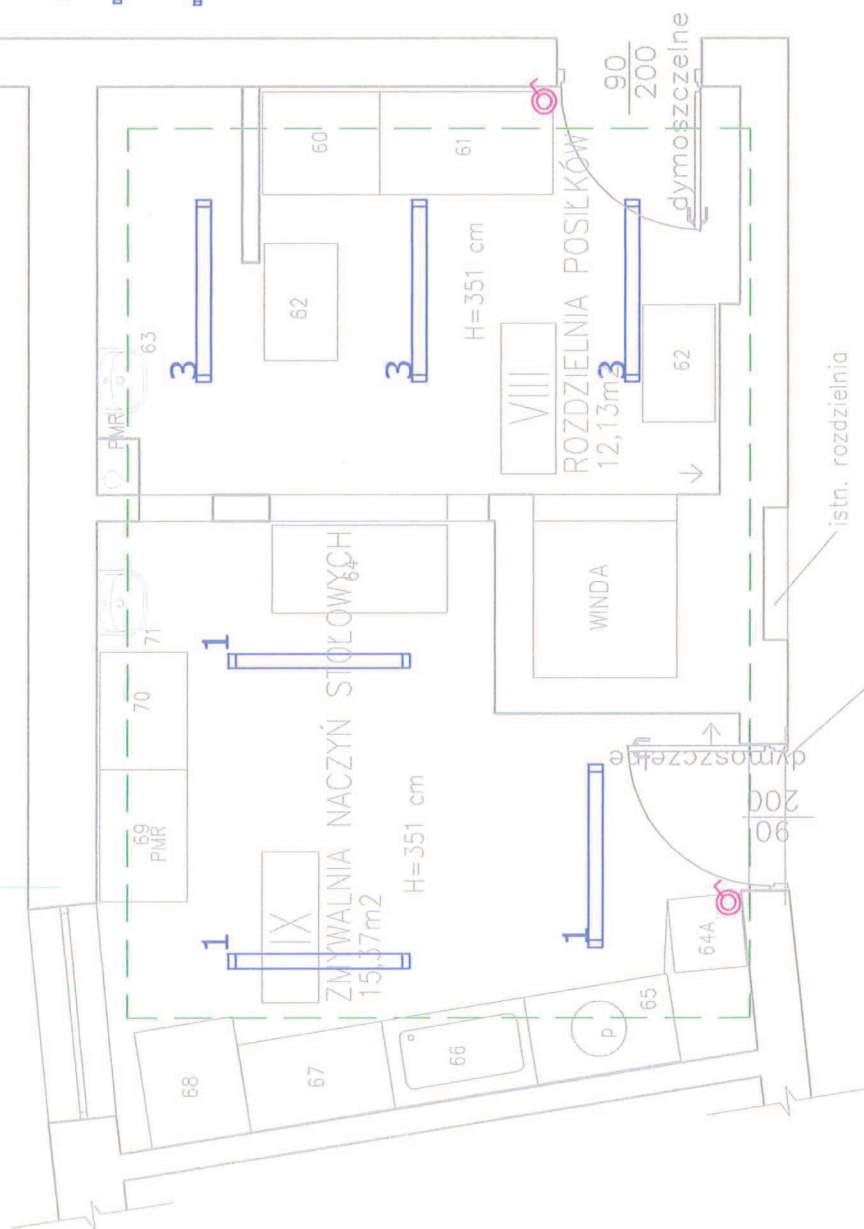 90
200
dymoszczelne
60
61
62
63
PMR
3
3
3
H=351 cm
VIII
ROZDZIELNIA POSIŁKÓW
12,13m2
62
istn. rozdzielnia
WINDA
64
71
70
69
PMR
1
1
1
IX
ZMYWALNIA NACZYŃ STOŁOWYCH
15,37m2
H=351 cm
dymoszczelne
90
200
64A
65
p
66
67
68